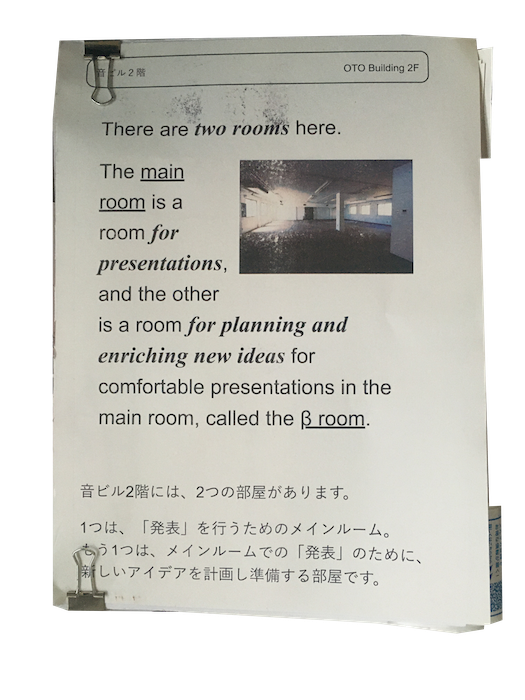 音ビル2階
OTO Building 2F
There are two rooms here.
The main
room is a
room for
presentations,
and the other
is a room for planning and
enriching new ideas for
comfortable presentations in the
main room, called the β room.
音ビル2階には、2つの部屋があります。
1つは、「発表」を行うためのメインルーム。
もう1つは、メインルームでの「発表」のために、
新しいアイデアを計画し準備する部屋です。